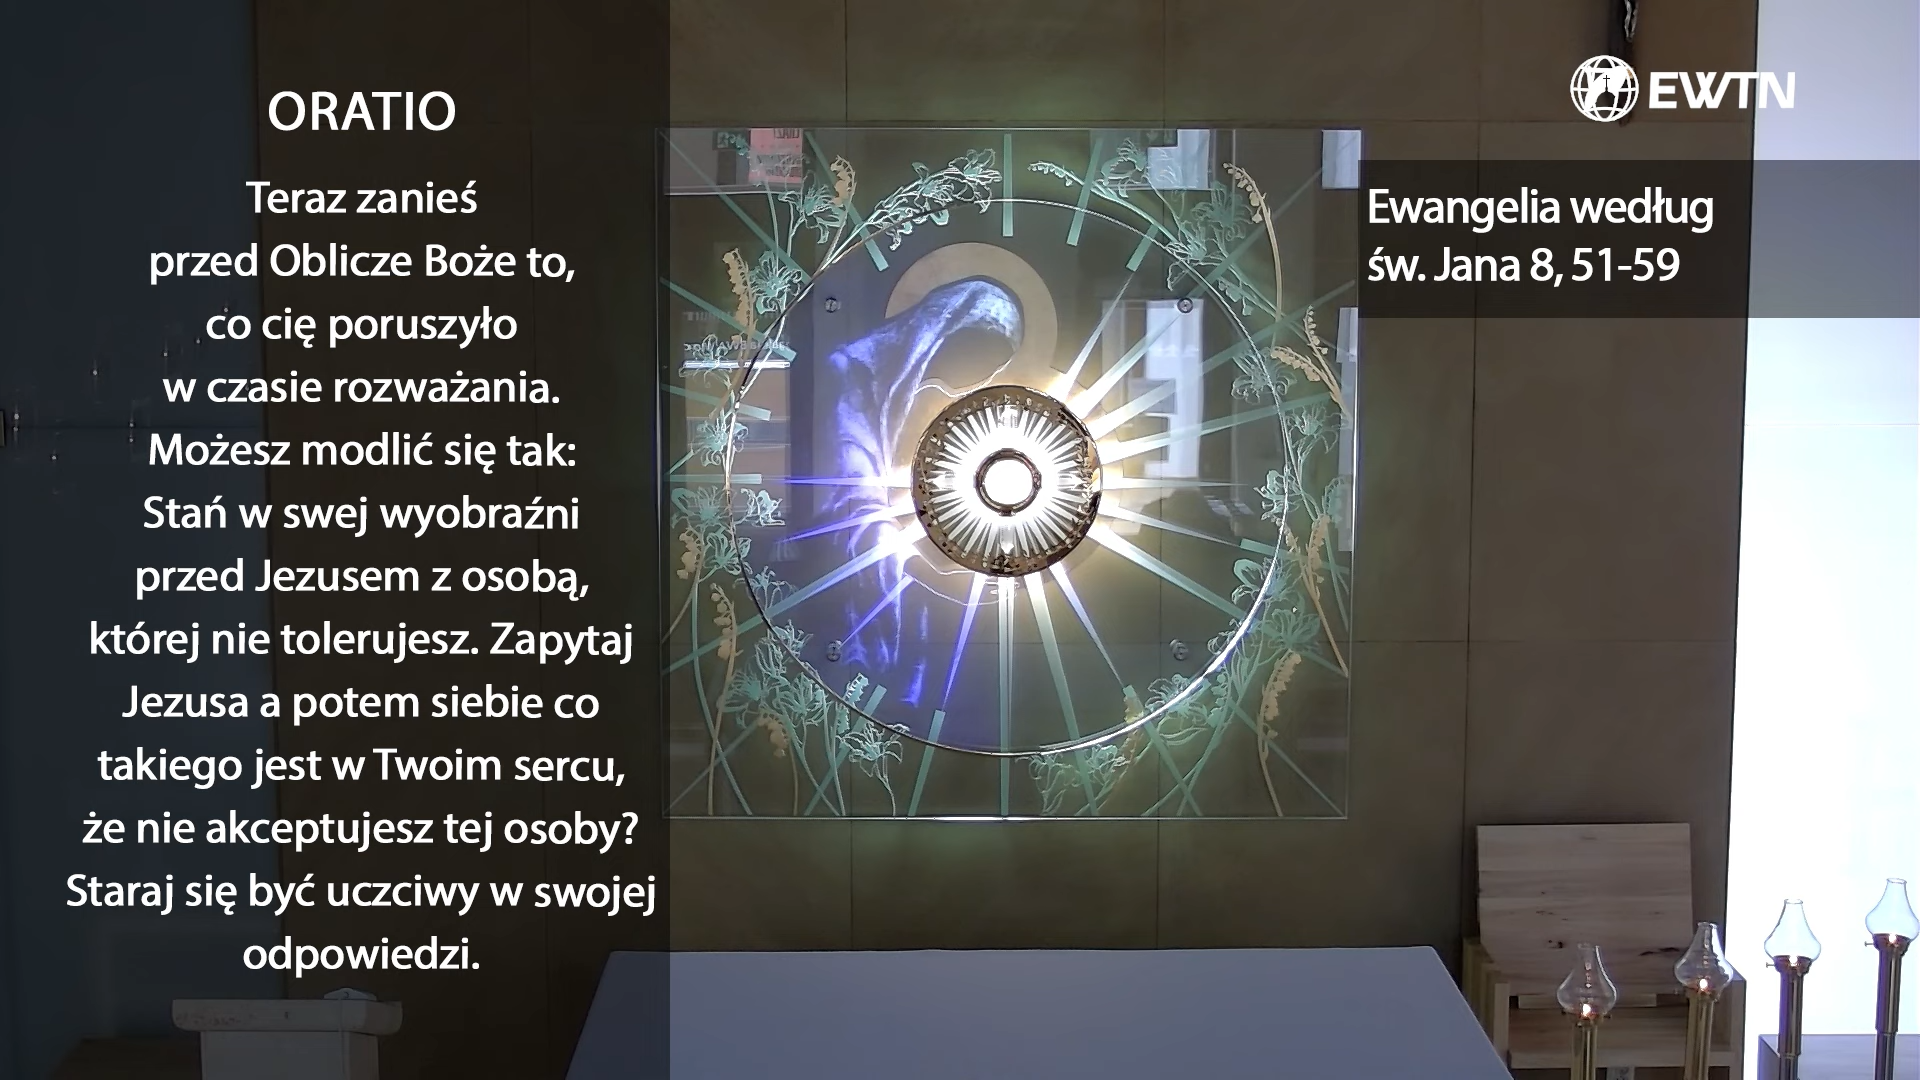 ORATIO
Teraz zanieś
przed Oblicze Boże to,
co cię poruszyło
w czasie rozważania.
Możesz modlić się tak:
Stań w swej wyobraźni
przed Jezusem z osobą,
której nie tolerujesz. Zapytaj
Jezusa a potem siebie co
takiego jest w Twoim sercu,
że nie akceptujesz tej osoby?
Staraj się być uczciwy w swojej
odpowiedzi.
EWTN
Ewangelia według
św. Jana 8, 51-59